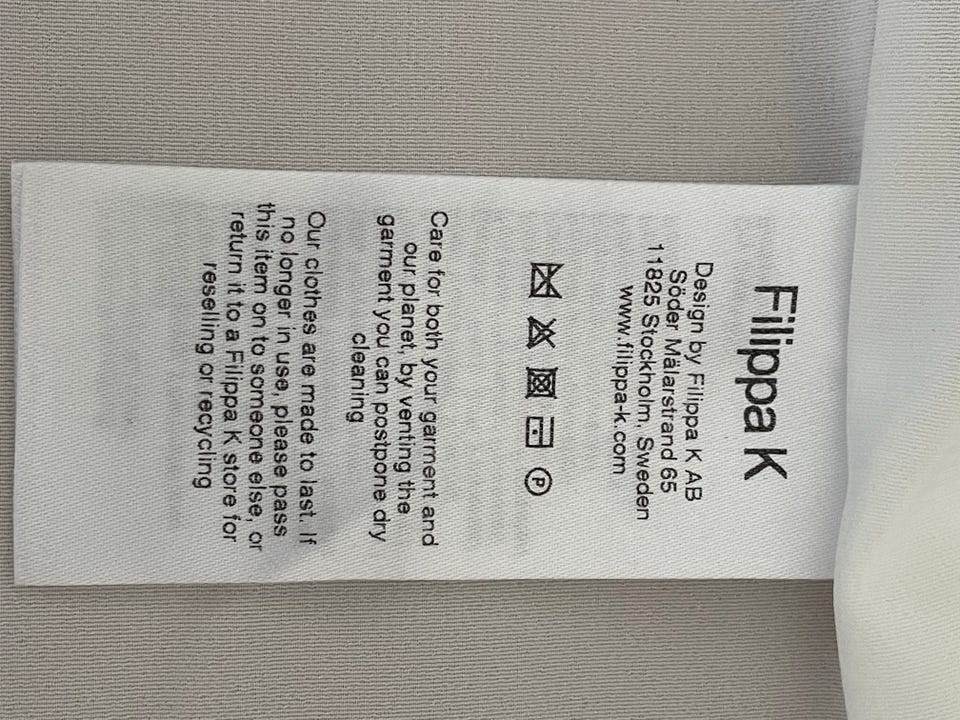 Filippa K
Design by Filippa K AB
Söder Mälarstrand 65
11825 Stockholm, Sweden
www.filippa-k.com
P
Care for both your garment and
our planet, by venting the
garment you can postpone dry
cleaning
Our clothes are made to last. If
no longer in use, please pass
this item on to someone else, or
return it to a Filippa K store for
reselling or recycling